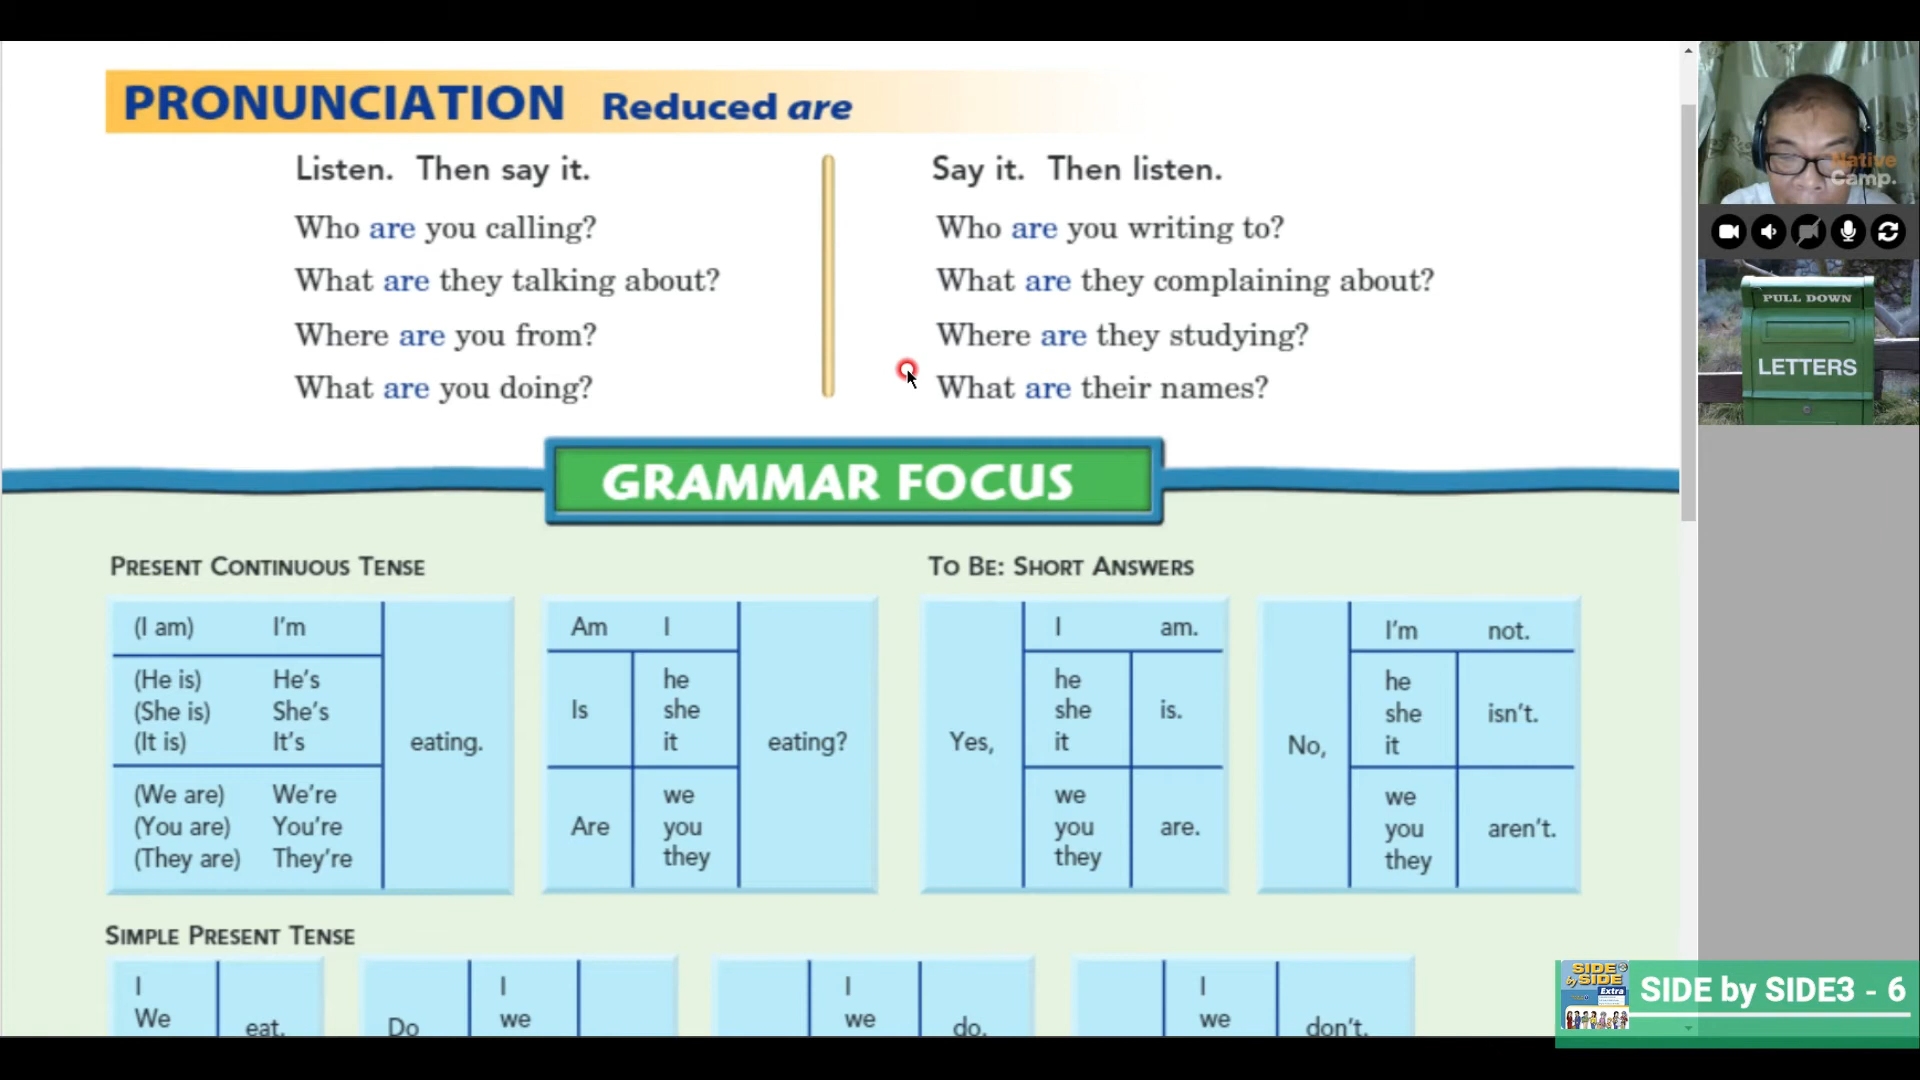 PRONUNCIATION Reduced are
Listen. Then say it.
Who are you calling?
What are they talking about?
Where are you from?
What are you doing?
Say it. Then listen.
Who are you writing to?
What are they complaining about?
Where are they studying?
What are their names?
GRAMMAR FOCUS
PRESENT CONTINUOUS TENSE
(I am) I'm
(He is) He's
(She is) She's
(It is) It's
(We are) We're
(You are) You're
(They are) They're
eating.
Am I
Is
he
she
it
Are
we
you
they
eating?
TO BE: SHORT ANSWERS
Yes,
I am.
he
she
it
is.
we
you
they
are.
No,
I'm not.
he
she
it
isn't.
we
you
they
aren't.
SIMPLE PRESENT TENSE
I
We
eat.
Do
I
we
I
we
do.
I
we
don't.
Native
Camp.
PULL DOWN
LETTERS
SIDE
by SIDE
Extra
SIDE by SIDE3 - 6